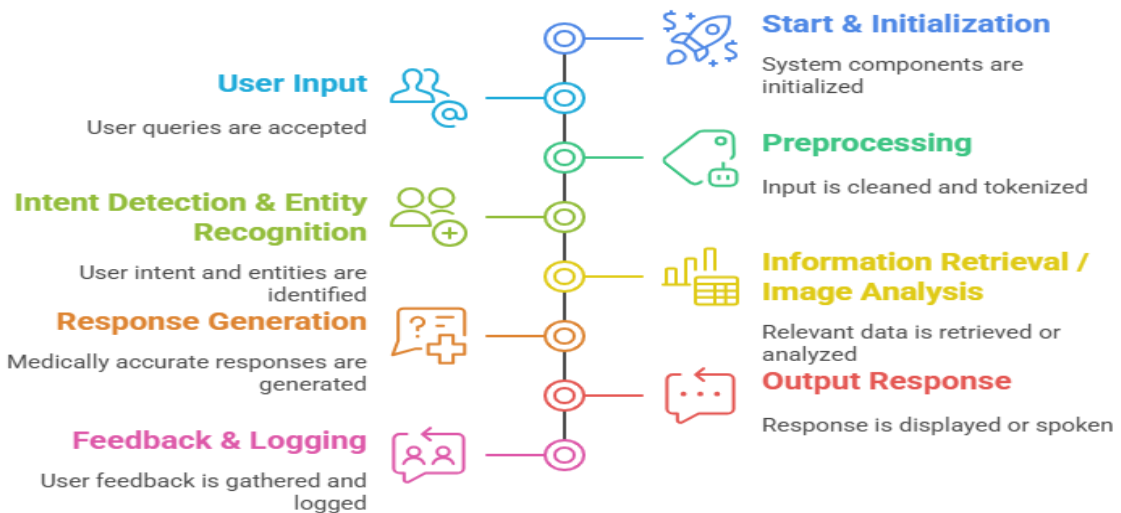 Start & Initialization
System components are
initialized
User Input
User queries are accepted
Preprocessing
Input is cleaned and tokenized
Intent Detection & Entity
Recognition
User intent and entities are
identified
Information Retrieval /
Image Analysis
Relevant data is retrieved or
analyzed
Response Generation
Medically accurate responses are
generated
Output Response
Response is displayed or spoken
Feedback & Logging
User feedback is gathered and
logged